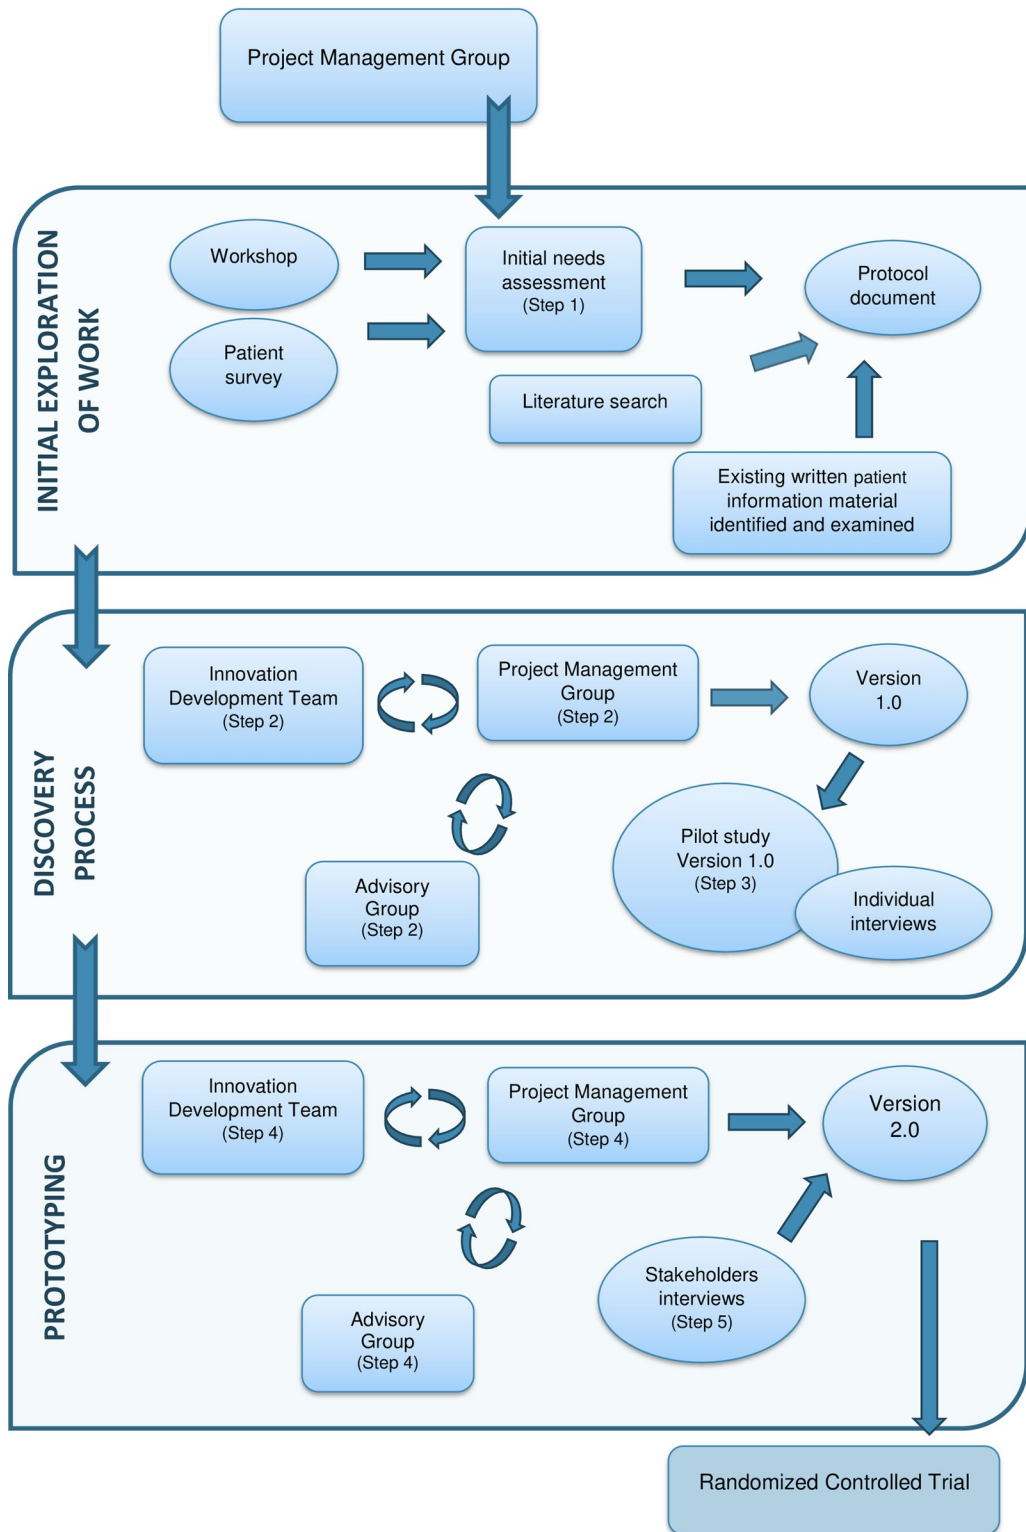 Project Management Group
INITIAL EXPLORATION
OF WORK
Workshop
Patient
survey
Initial needs
assessment
(Step 1)
Protocol
document
Literature search
Existing written patient
information material
identified and examined
DISCOVERY
PROCESS
Innovation
Development Team
(Step 2)
Project Management
Group
(Step 2)
Version
1.0
Advisory
Group
(Step 2)
Pilot study
Version 1.0
(Step 3)
Individual
interviews
PROTOTYPING
Innovation
Development Team
(Step 4)
Project Management
Group
(Step 4)
Version
2.0
Advisory
Group
(Step 4)
Stakeholders
interviews
(Step 5)
Randomized Controlled Trial